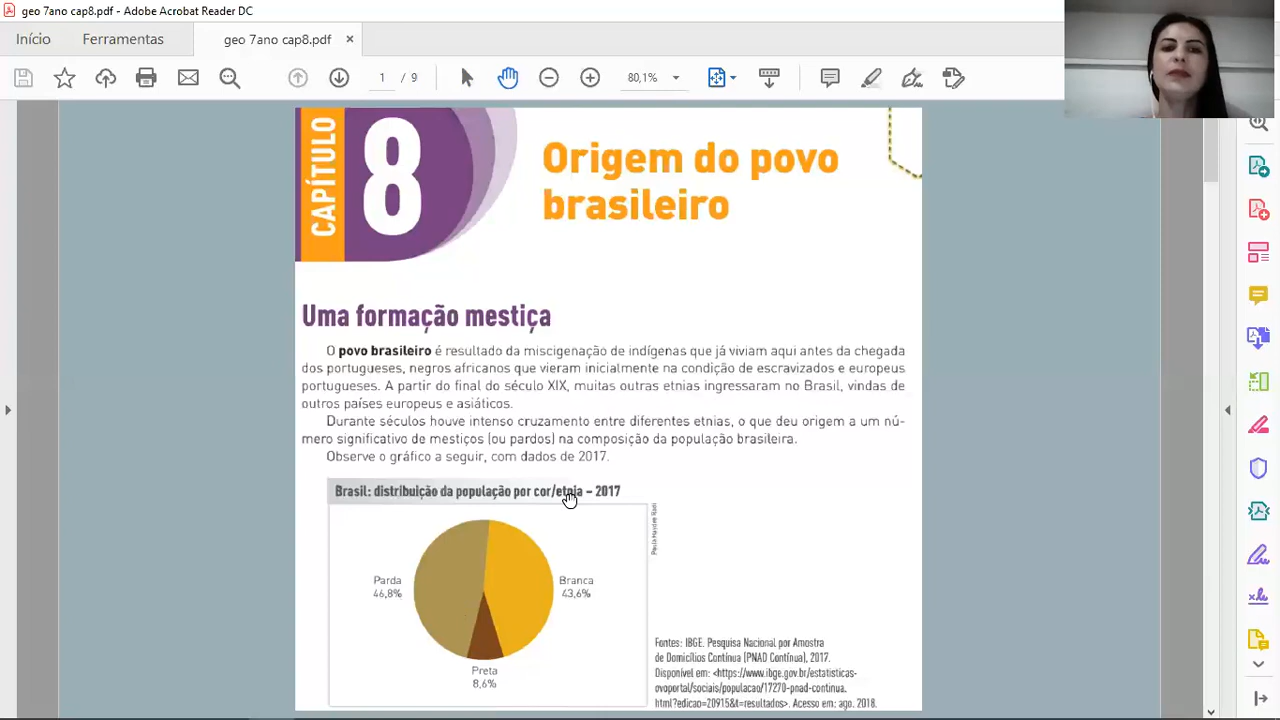 geo 7ano cap8.pdf - Adobe Acrobat Reader DC
Início
Ferramentas
geo 7ano cap8.pdf
×
1 / 9
80,1%
CAPÍTULO
8
Origem do povo
brasileiro
Uma formação mestiça
O povo brasileiro é resultado da miscigenação de indígenas que já viviam aqui antes da chegada
dos portugueses, negros africanos que vieram inicialmente na condição de escravizados e europeus
portugueses. A partir do final do século XIX, muitas outras etnias ingressaram no Brasil, vindas de
outros países europeus e asiáticos.
Durante séculos houve intenso cruzamento entre diferentes etnias, o que deu origem a um nú-
mero significativo de mestiços (ou pardos) na composição da população brasileira.
Observe o gráfico a seguir, com dados de 2017.
Brasil: distribuição da população por cor/etnia – 2017
Parda
46,8%
Branca
43,6%
Preta
8,6%
Fontes: IBGE. Pesquisa Nacional por Amostra
de Domicílios Contínua (PNAD Contínua), 2017.
Disponível em: <https://www.ibge.gov.br/estatisticas-
ovoportal/sociais/populacao/17270-pnad-continua.
html?edicao=20915&t=resultados>. Acesso em: ago. 2018.